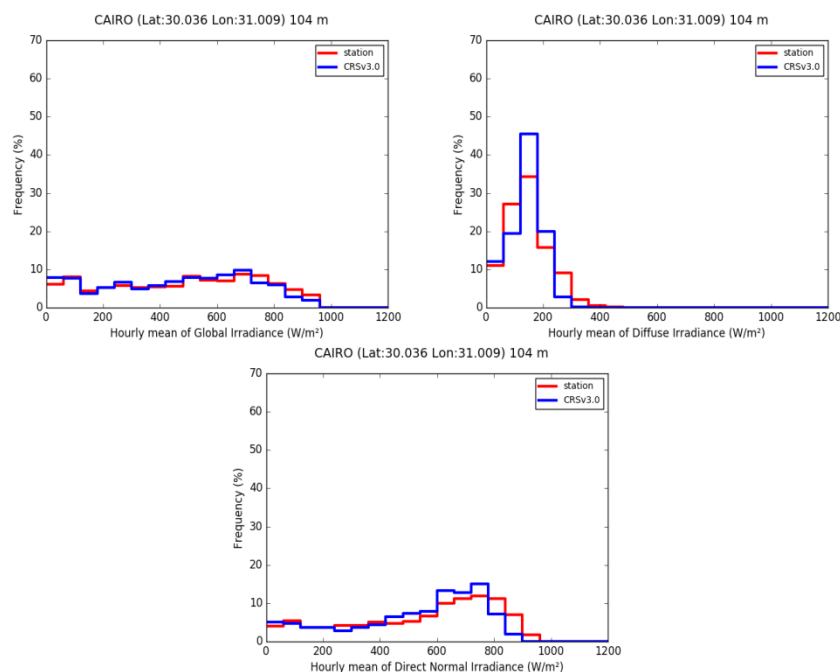 CAIRO (Lat:30.036 Lon:31.009) 104 m
70
60
50
40
30
20
10
0
Frequency (%)
station
CRSv3.0
0 200 400 600 800 1000 1200
Hourly mean of Global Irradiance (W/m²)
CAIRO (Lat:30.036 Lon:31.009) 104 m
70
60
50
40
30
20
10
0
Frequency (%)
station
CRSv3.0
0 200 400 600 800 1000 1200
Hourly mean of Diffuse Irradiance (W/m²)
CAIRO (Lat:30.036 Lon:31.009) 104 m
70
60
50
40
30
20
10
0
Frequency (%)
station
CRSv3.0
0 200 400 600 800 1000 1200
Hourly mean of Direct Normal Irradiance (W/m²)